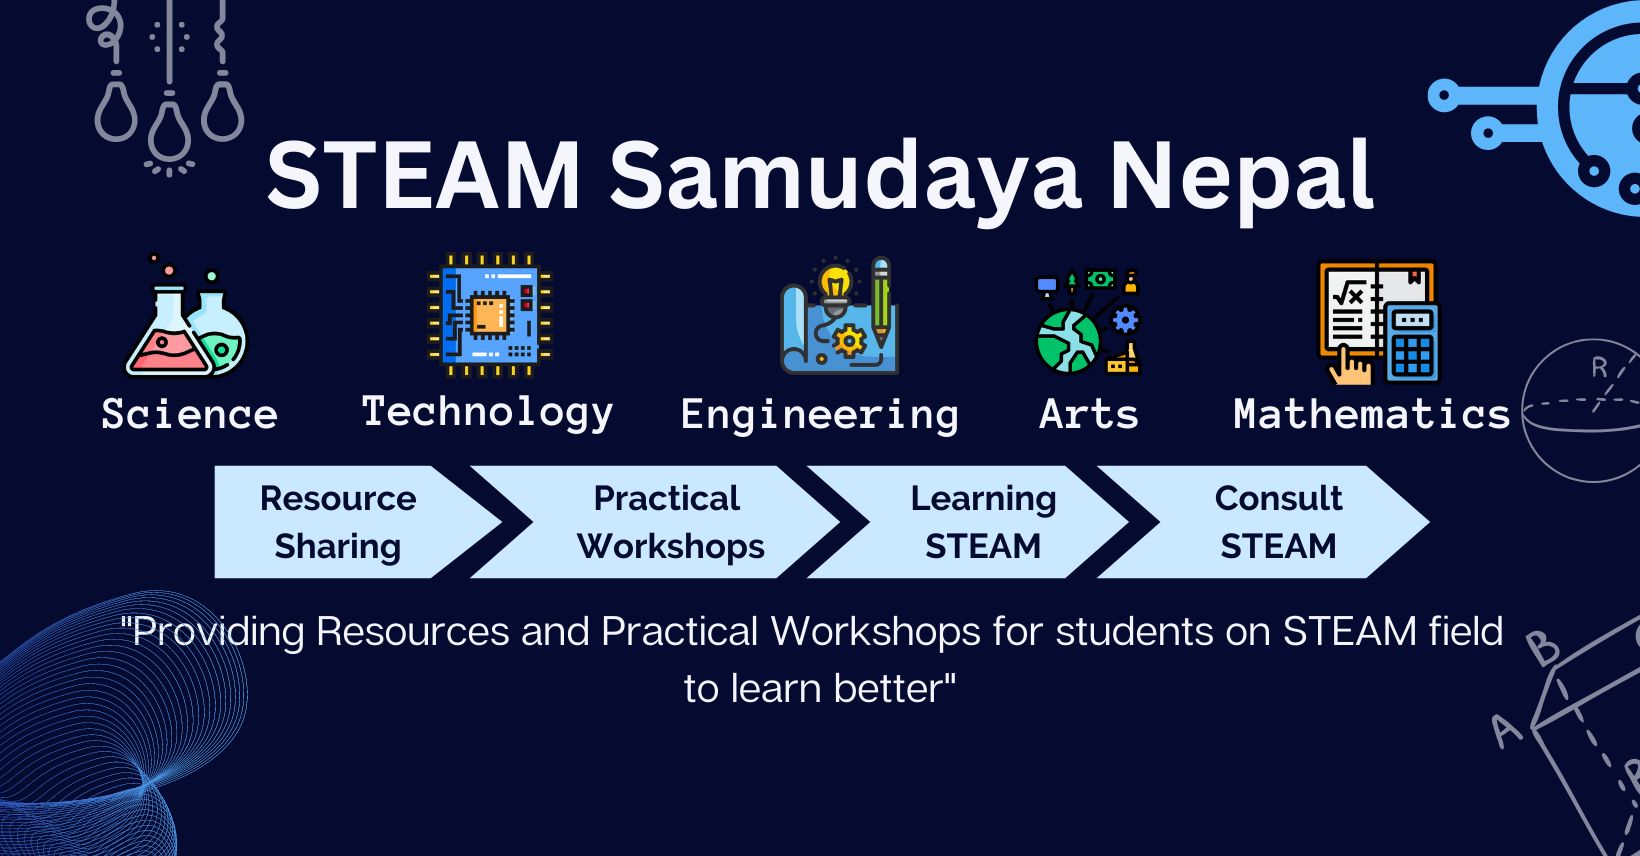 STEAM Samudaya Nepal
Science
Technology
Engineering
Arts
Mathematics
R
Resource
Sharing
Practical
Workshops
Learning
STEAM
Consult
STEAM
"Providing Resources and Practical Workshops for students on STEAM field
to learn better"
B
A